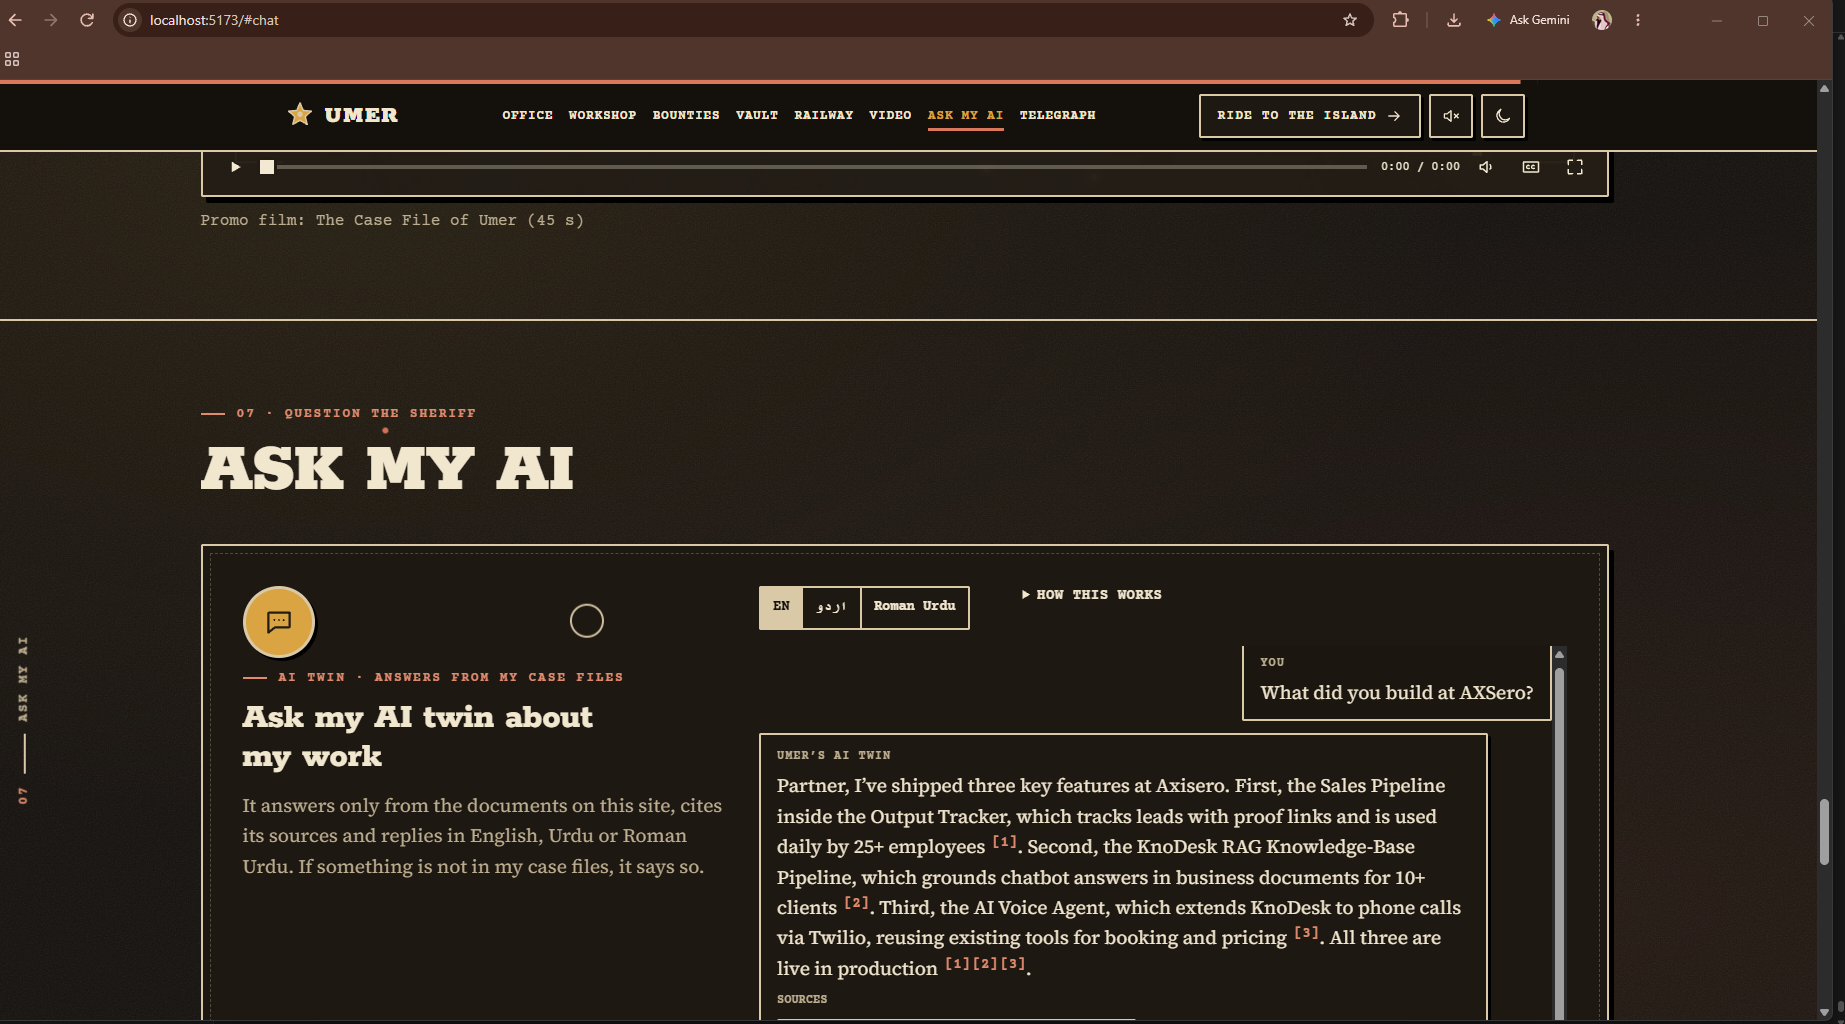 localhost:5173/#chat
Ask Gemini
UMER
OFFICE WORKSHOP BOUNTIES VAULT RAILWAY VIDEO ASK MY AI TELEGRAPH
RIDE TO THE ISLAND →
0:00 / 0:00
CC
Promo film: The Case File of Umer (45 s)
07 · QUESTION THE SHERIFF
ASK MY AI
07 — ASK MY AI
AI TWIN · ANSWERS FROM MY CASE FILES
Ask my AI twin about
my work
It answers only from the documents on this site, cites
its sources and replies in English, Urdu or Roman
Urdu. If something is not in my case files, it says so.
EN اردو Roman Urdu
HOW THIS WORKS
YOU
What did you build at AXSero?
UMER’S AI TWIN
Partner, I’ve shipped three key features at Axisero. First, the Sales Pipeline
inside the Output Tracker, which tracks leads with proof links and is used
daily by 25+ employees [1]. Second, the KnoDesk RAG Knowledge-Base
Pipeline, which grounds chatbot answers in business documents for 10+
clients [2]. Third, the AI Voice Agent, which extends KnoDesk to phone calls
via Twilio, reusing existing tools for booking and pricing [3]. All three are
live in production [1][2][3].
SOURCES